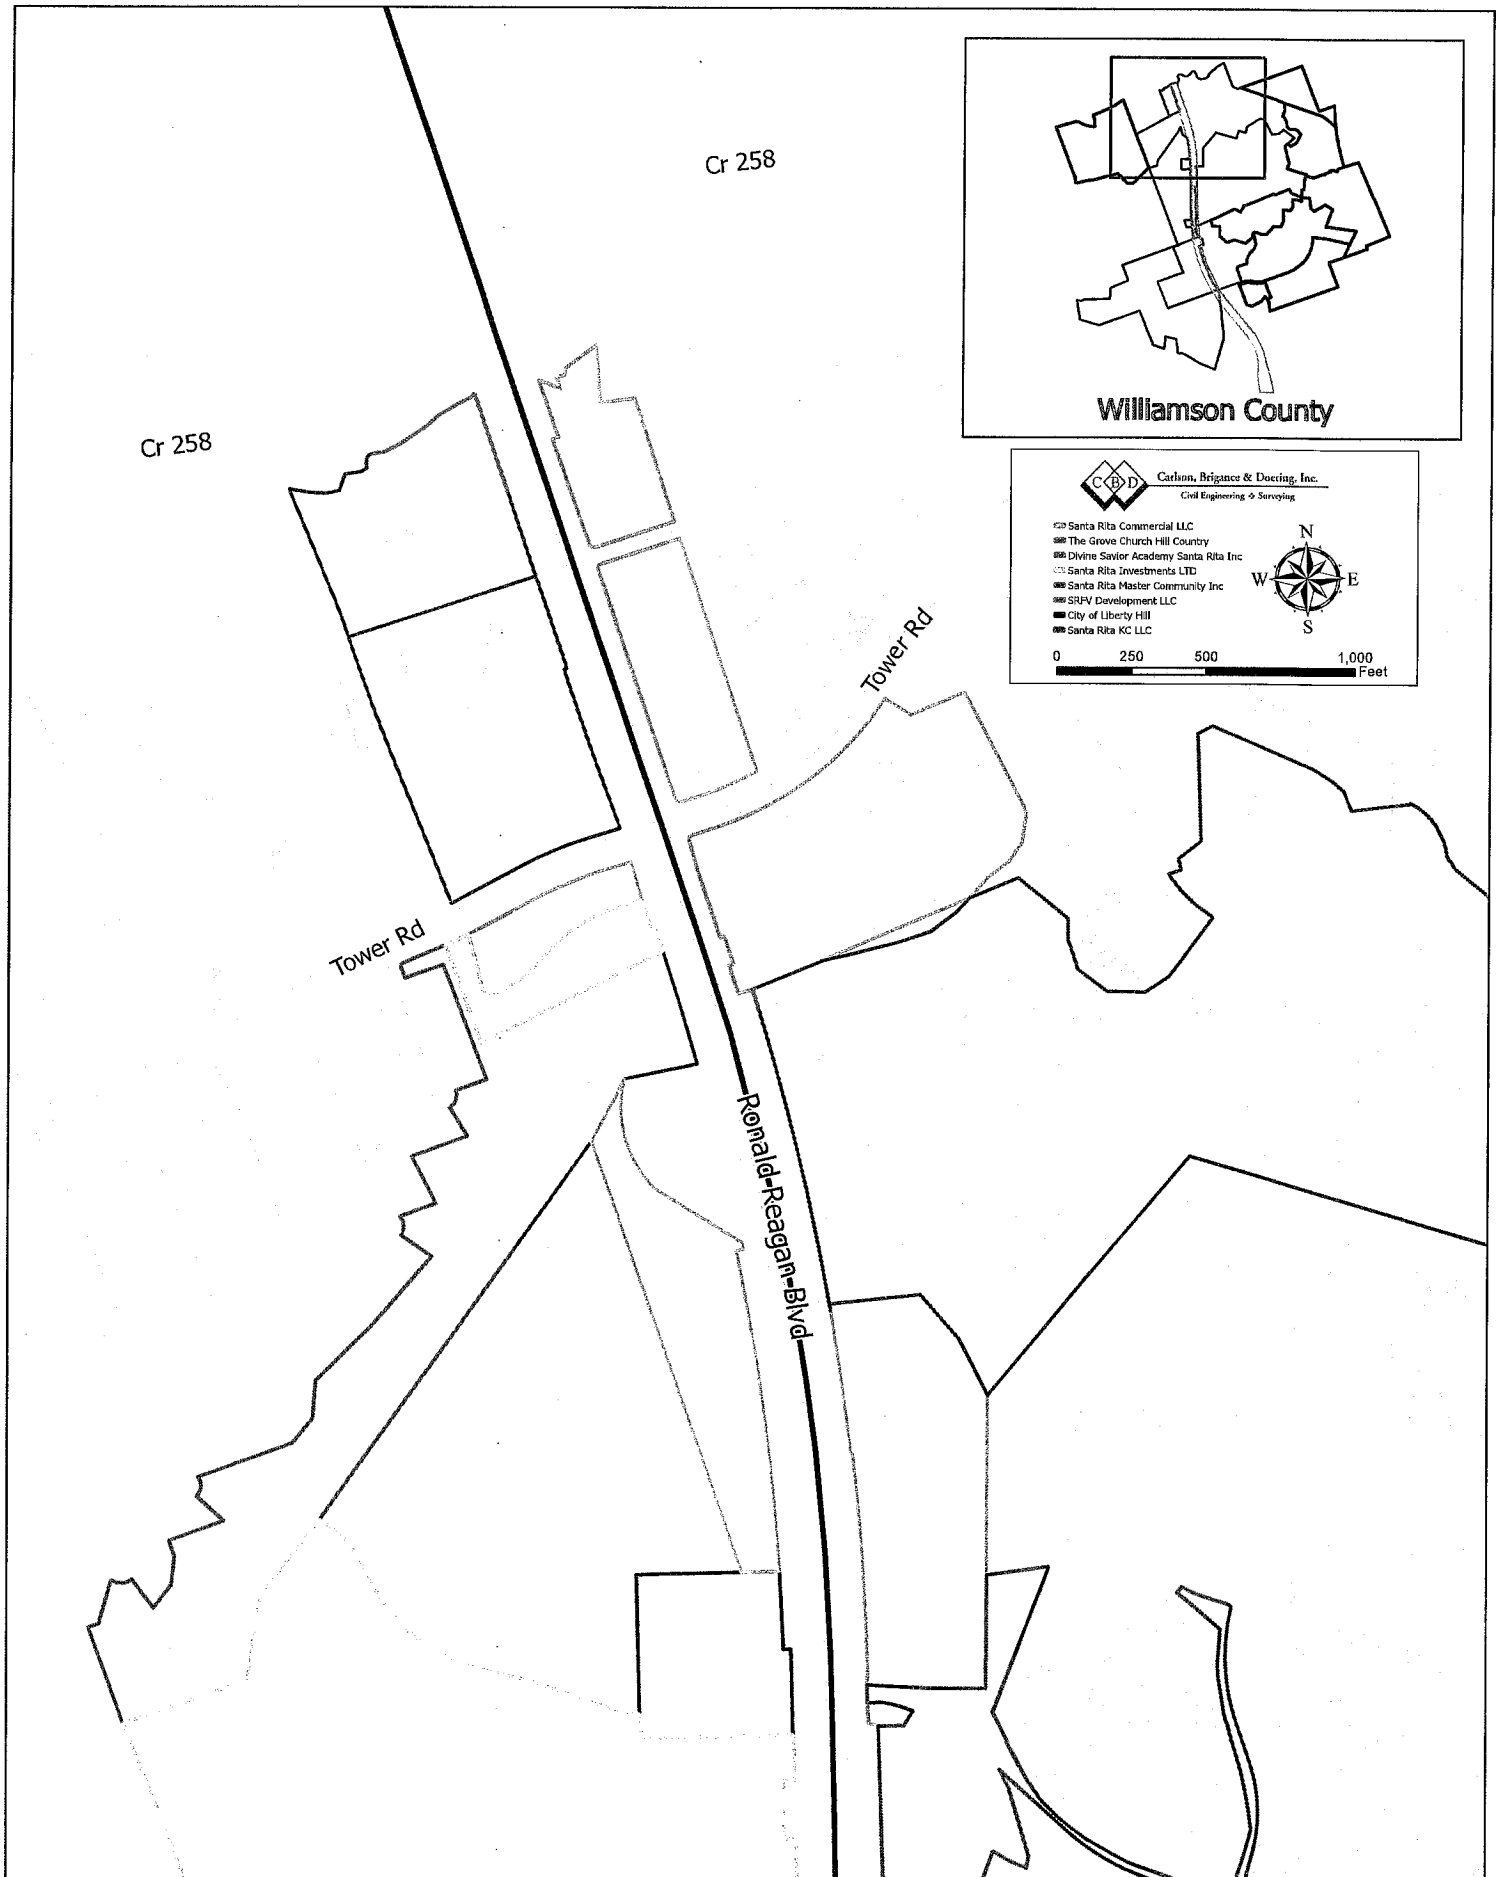 Cr 258
Williamson County
Cr 258
CBD
Carlson, Brigance & Doering, Inc.
Civil Engineering ❖ Surveying
Santa Rita Commercial LLC
The Grove Church Hill Country
Divine Savior Academy Santa Rita Inc
Santa Rita Investments LTD
Santa Rita Master Community Inc
SRFV Development LLC
City of Liberty Hill
Santa Rita KC LLC
N
W E
S
0 250 500 1,000
Feet
Tower Rd
Tower Rd
Ronald Reagan Blvd